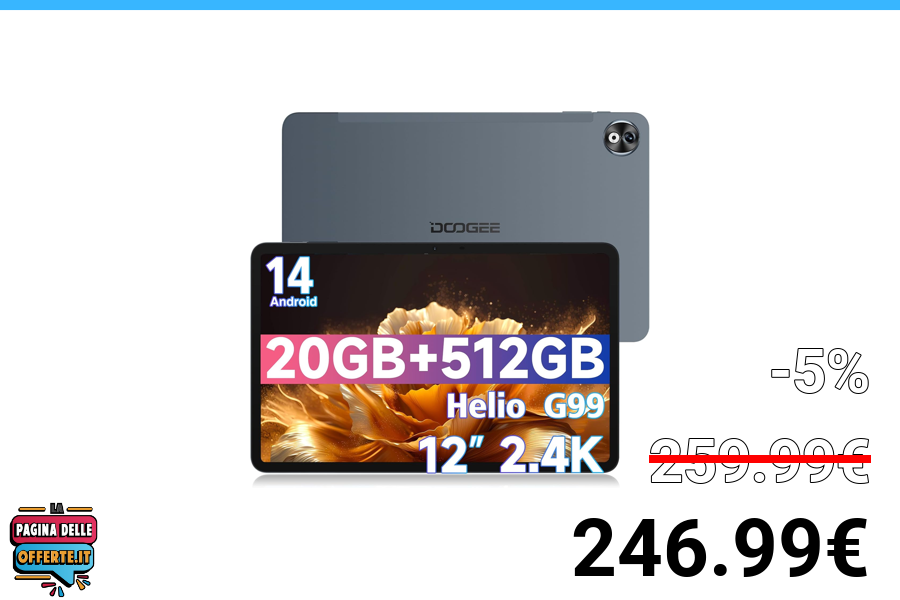 DOOGEE
14
Android
20GB+512GB
Helio G99
12" 2.4K
-5%
259.99€
246.99€
LA
PAGINA DELLE
OFFERTE.IT